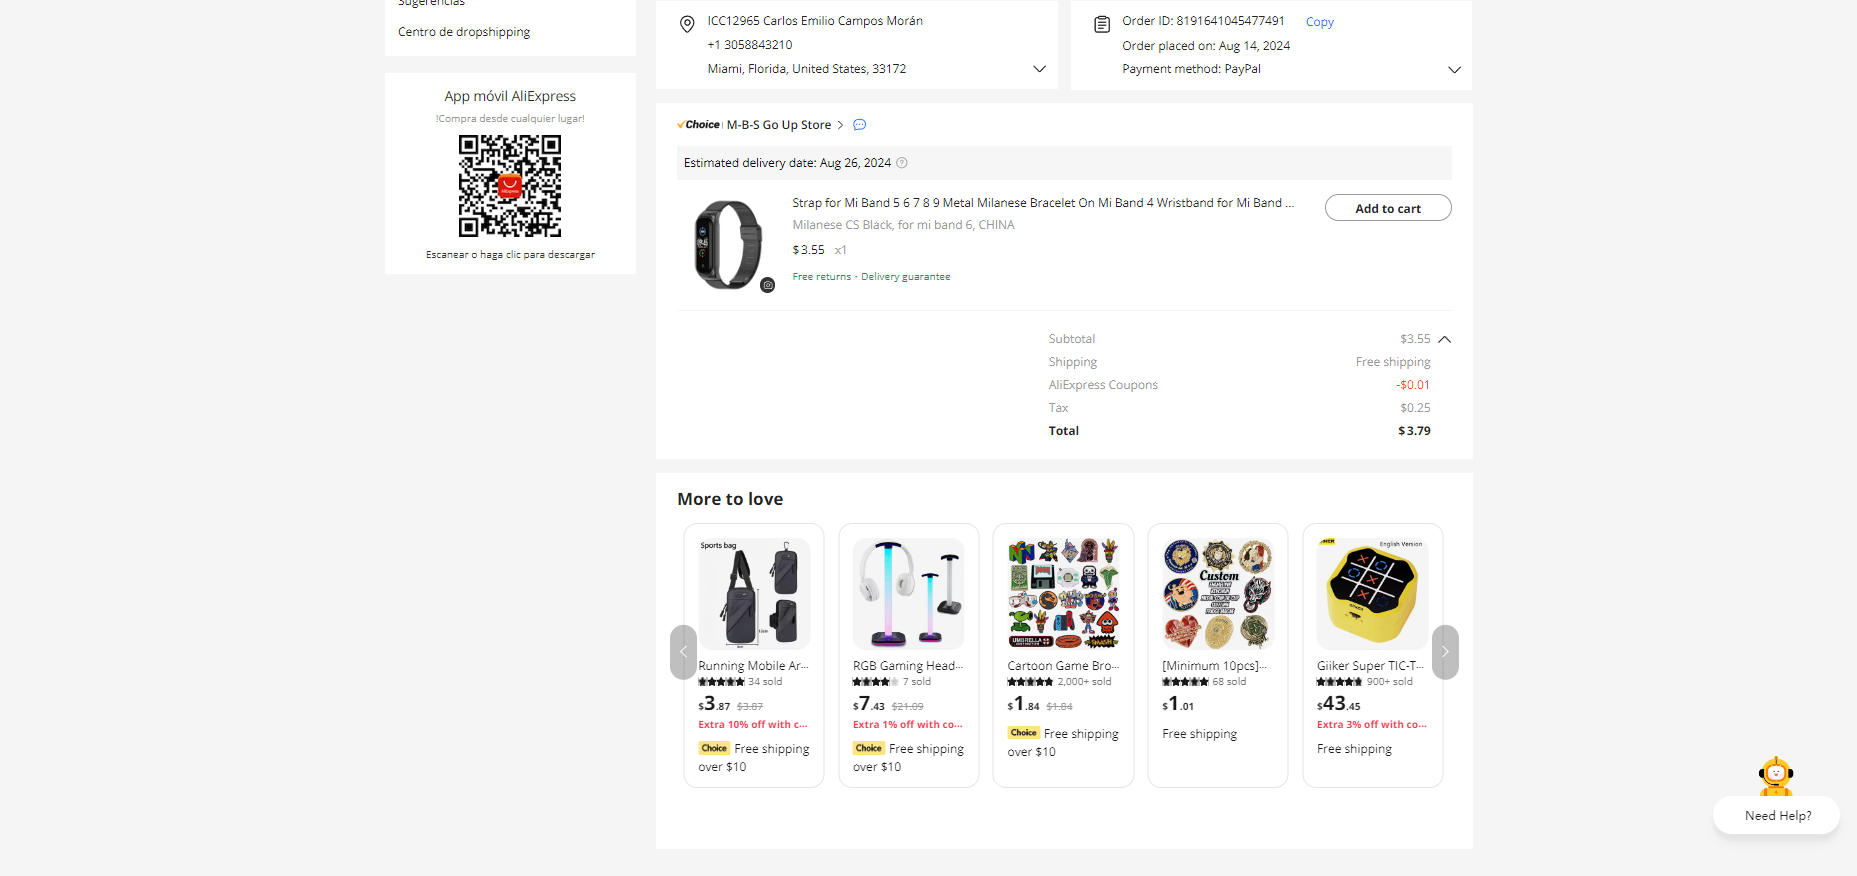 Sugerencias
Centro de dropshipping
App móvil AliExpress
!Compra desde cualquier lugar!
AliExpress
Escanear o haga clic para descargar
ICC12965 Carlos Emilio Campos Morán
+1 3058843210
Miami, Florida, United States, 33172
Order ID: 8191641045477491 Copy
Order placed on: Aug 14, 2024
Payment method: PayPal
Choice M-B-S Go Up Store
Estimated delivery date: Aug 26, 2024
Strap for Mi Band 5 6 7 8 9 Metal Milanese Bracelet On Mi Band 4 Wristband for Mi Band ...
Add to cart
Milanese CS Black, for mi band 6, CHINA
$3.55 x1
Free returns · Delivery guarantee
Subtotal $3.55
Shipping Free shipping
AliExpress Coupons -$0.01
Tax $0.25
Total $3.79
More to love
Sports bag
Running Mobile Ar...
34 sold
$3.87 $3.87
Extra 10% off with c...
Choice Free shipping
over $10
RGB Gaming Head...
7 sold
$7.43 $21.09
Extra 1% off with co...
Choice Free shipping
over $10
UMBRELLA
Cartoon Game Bro...
2,000+ sold
$1.84 $1.84
Choice Free shipping
over $10
Custom
[Minimum 10pcs]...
68 sold
$1.01
Free shipping
English Version
Giiker Super TIC-T...
900+ sold
$43.45
Extra 3% off with co...
Free shipping
Need Help?